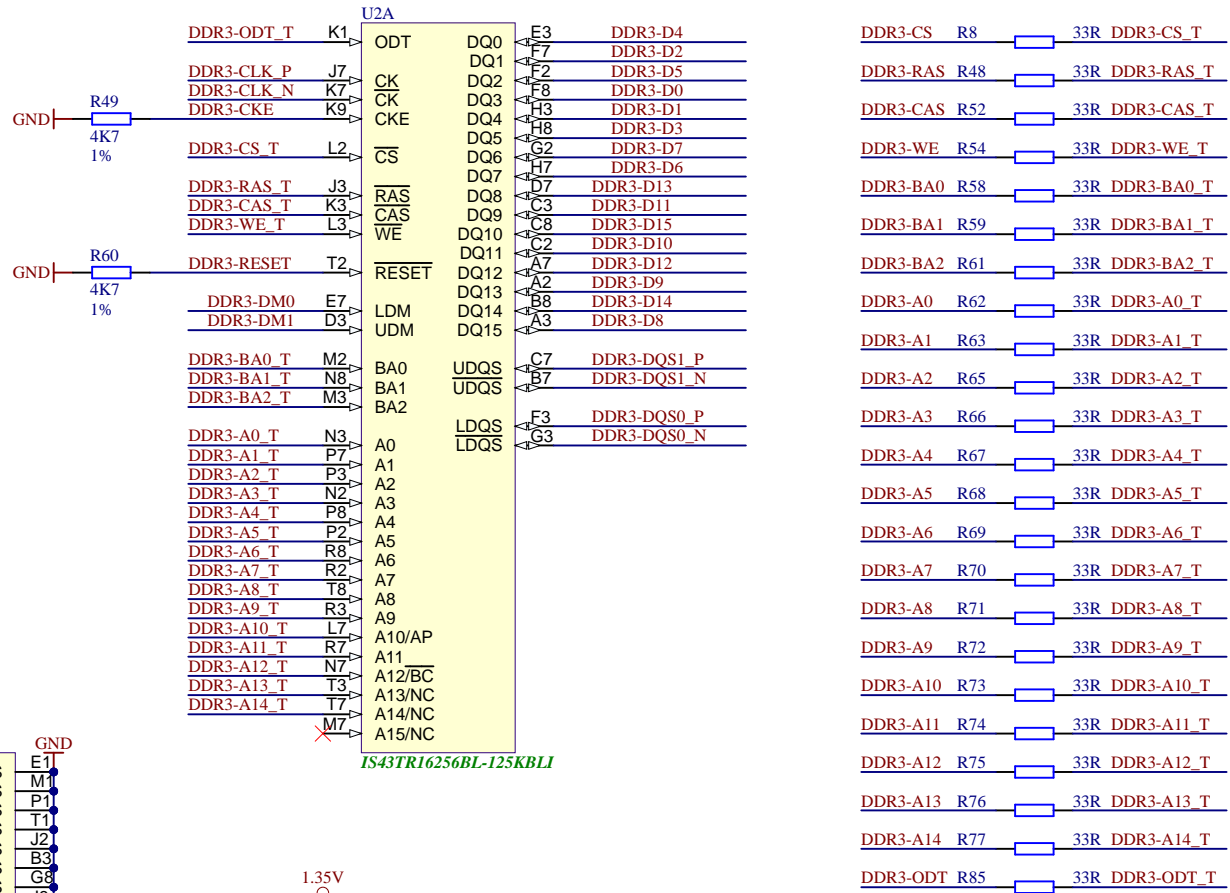 U2A
DDR3-ODT_T K1 ODT DQ0 E3 DDR3-D4
DQ1 F7 DDR3-D2
DDR3-CLK_P J7 CK DQ2 F2 DDR3-D5
DDR3-CLK_N K7 CK DQ3 F8 DDR3-D0
GND R49 4K7 1% DDR3-CKE K9 CKE DQ4 H3 DDR3-D1
DQ5 H8 DDR3-D3
DDR3-CS_T L2 CS DQ6 G2 DDR3-D7
DQ7 H7 DDR3-D6
DDR3-RAS_T J3 RAS DQ8 D7 DDR3-D13
DDR3-CAS_T K3 CAS DQ9 C3 DDR3-D11
DDR3-WE_T L3 WE DQ10 C8 DDR3-D15
DQ11 C2 DDR3-D10
GND R60 4K7 1% DDR3-RESET T2 RESET DQ12 A7 DDR3-D12
DQ13 A2 DDR3-D9
DDR3-DM0 E7 LDM DQ14 B8 DDR3-D14
DDR3-DM1 D3 UDM DQ15 A3 DDR3-D8
DDR3-BA0_T M2 BA0 UDQS C7 DDR3-DQS1_P
DDR3-BA1_T N8 BA1 UDQS B7 DDR3-DQS1_N
DDR3-BA2_T M3 BA2
LDQS F3 DDR3-DQS0_P
DDR3-A0_T N3 A0 LDQS G3 DDR3-DQS0_N
DDR3-A1_T P7 A1
DDR3-A2_T P3 A2
DDR3-A3_T N2 A3
DDR3-A4_T P8 A4
DDR3-A5_T P2 A5
DDR3-A6_T R8 A6
DDR3-A7_T R2 A7
DDR3-A8_T T8 A8
DDR3-A9_T R3 A9
DDR3-A10_T L7 A10/AP
DDR3-A11_T R7 A11
DDR3-A12_T N7 A12/BC
DDR3-A13_T T3 A13/NC
DDR3-A14_T T7 A14/NC
M7 A15/NC
IS43TR16256BL-125KBLI
GND
E1
M1
P1
T1
J2
B3
G8
1.35V
DDR3-CS R8 33R DDR3-CS_T
DDR3-RAS R48 33R DDR3-RAS_T
DDR3-CAS R52 33R DDR3-CAS_T
DDR3-WE R54 33R DDR3-WE_T
DDR3-BA0 R58 33R DDR3-BA0_T
DDR3-BA1 R59 33R DDR3-BA1_T
DDR3-BA2 R61 33R DDR3-BA2_T
DDR3-A0 R62 33R DDR3-A0_T
DDR3-A1 R63 33R DDR3-A1_T
DDR3-A2 R65 33R DDR3-A2_T
DDR3-A3 R66 33R DDR3-A3_T
DDR3-A4 R67 33R DDR3-A4_T
DDR3-A5 R68 33R DDR3-A5_T
DDR3-A6 R69 33R DDR3-A6_T
DDR3-A7 R70 33R DDR3-A7_T
DDR3-A8 R71 33R DDR3-A8_T
DDR3-A9 R72 33R DDR3-A9_T
DDR3-A10 R73 33R DDR3-A10_T
DDR3-A11 R74 33R DDR3-A11_T
DDR3-A12 R75 33R DDR3-A12_T
DDR3-A13 R76 33R DDR3-A13_T
DDR3-A14 R77 33R DDR3-A14_T
DDR3-ODT R85 33R DDR3-ODT_T